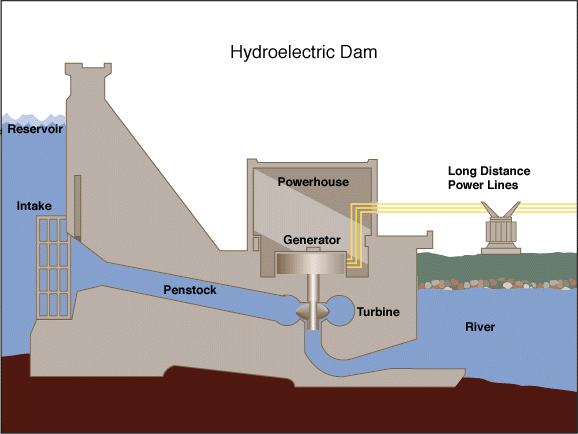 Hydroelectric Dam
Reservoir
Intake
Powerhouse
Long Distance
Power Lines
Generator
Penstock
Turbine
River